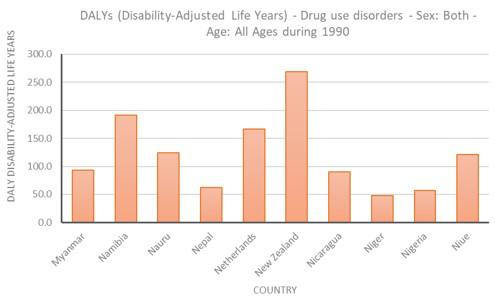 DALYs (Disability-Adjusted Life Years) - Drug use disorders - Sex: Both -
Age: All Ages during 1990
DALY DISABILITY-ADJUSTED LIFE YEARS
300.0
250.0
200.0
150.0
100.0
50.0
0.0
Myanmar
Namibia
Nauru
Nepal
Netherlands
New Zealand
Nicaragua
Niger
Nigeria
Niue
COUNTRY